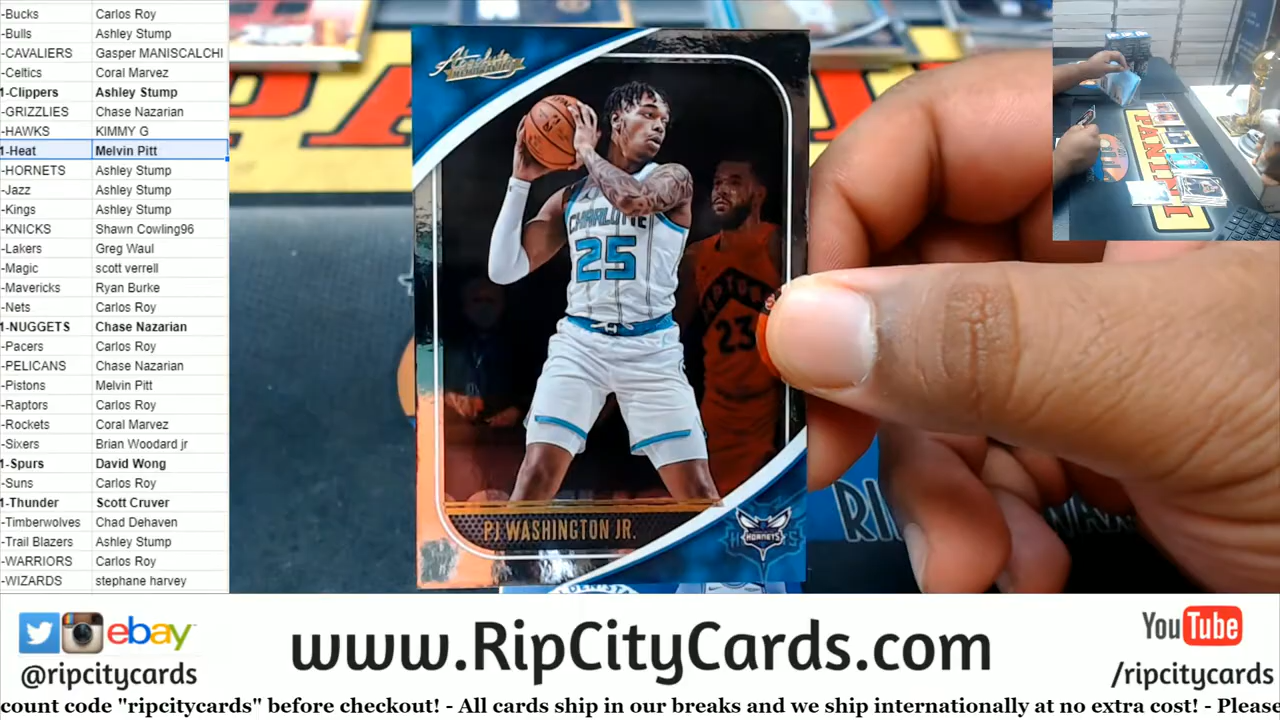 -Bucks Carlos Roy
-Bulls Ashley Stump
-CAVALIERS Gasper MANISCALCHI
-Celtics Coral Marvez
1-Clippers Ashley Stump
-GRIZZLIES Chase Nazarian
-HAWKS KIMMY G
1-Heat Melvin Pitt
-HORNETS Ashley Stump
-Jazz Ashley Stump
-Kings Ashley Stump
-KNICKS Shawn Cowling96
-Lakers Greg Waul
-Magic scott verrell
-Mavericks Ryan Burke
-Nets Carlos Roy
1-NUGGETS Chase Nazarian
-Pacers Carlos Roy
-PELICANS Chase Nazarian
-Pistons Melvin Pitt
-Raptors Carlos Roy
-Rockets Coral Marvez
-Sixers Brian Woodard jr
1-Spurs David Wong
-Suns Carlos Roy
1-Thunder Scott Cruver
-Timberwolves Chad Dehaven
-Trail Blazers Ashley Stump
-WARRIORS Carlos Roy
-WIZARDS stephane harvey
Absolute
MEMORABILIA
CHARLOTTE
25
23
PJ WASHINGTON JR.
HORNETS
PANINI
ebay
@ripcitycards
www.RipCityCards.com
YouTube
/ripcitycards
count code "ripcitycards" before checkout! - All cards ship in our breaks and we ship internationally at no extra cost! - Please